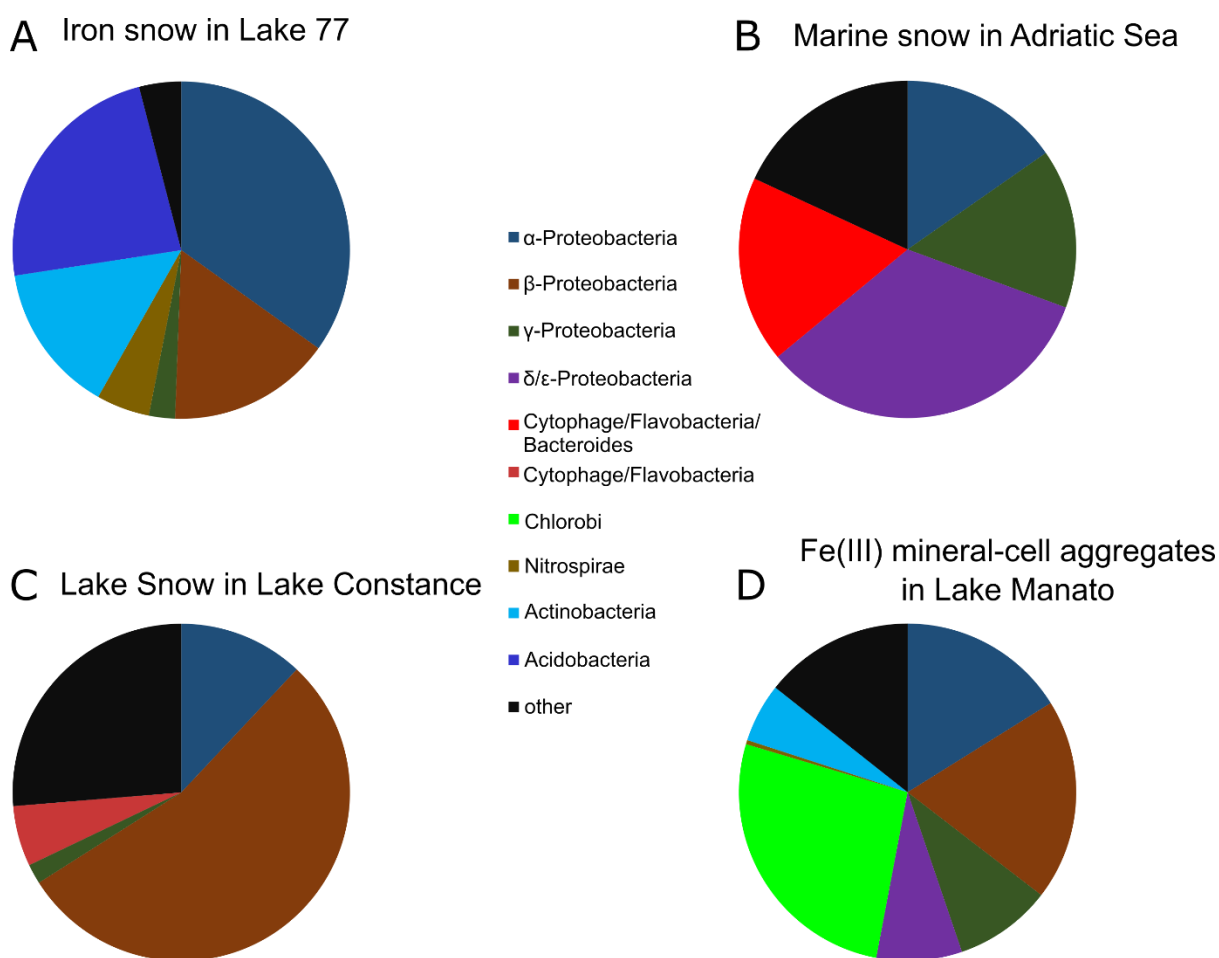 A Iron snow in Lake 77
B Marine snow in Adriatic Sea
α-Proteobacteria
β-Proteobacteria
γ-Proteobacteria
δ/ε-Proteobacteria
Cytophage/Flavobacteria/
Bacteroides
Cytophage/Flavobacteria
Chlorobi
Nitrospirae
Actinobacteria
Acidobacteria
other
C Lake Snow in Lake Constance
D Fe(III) mineral-cell aggregates
in Lake Manato